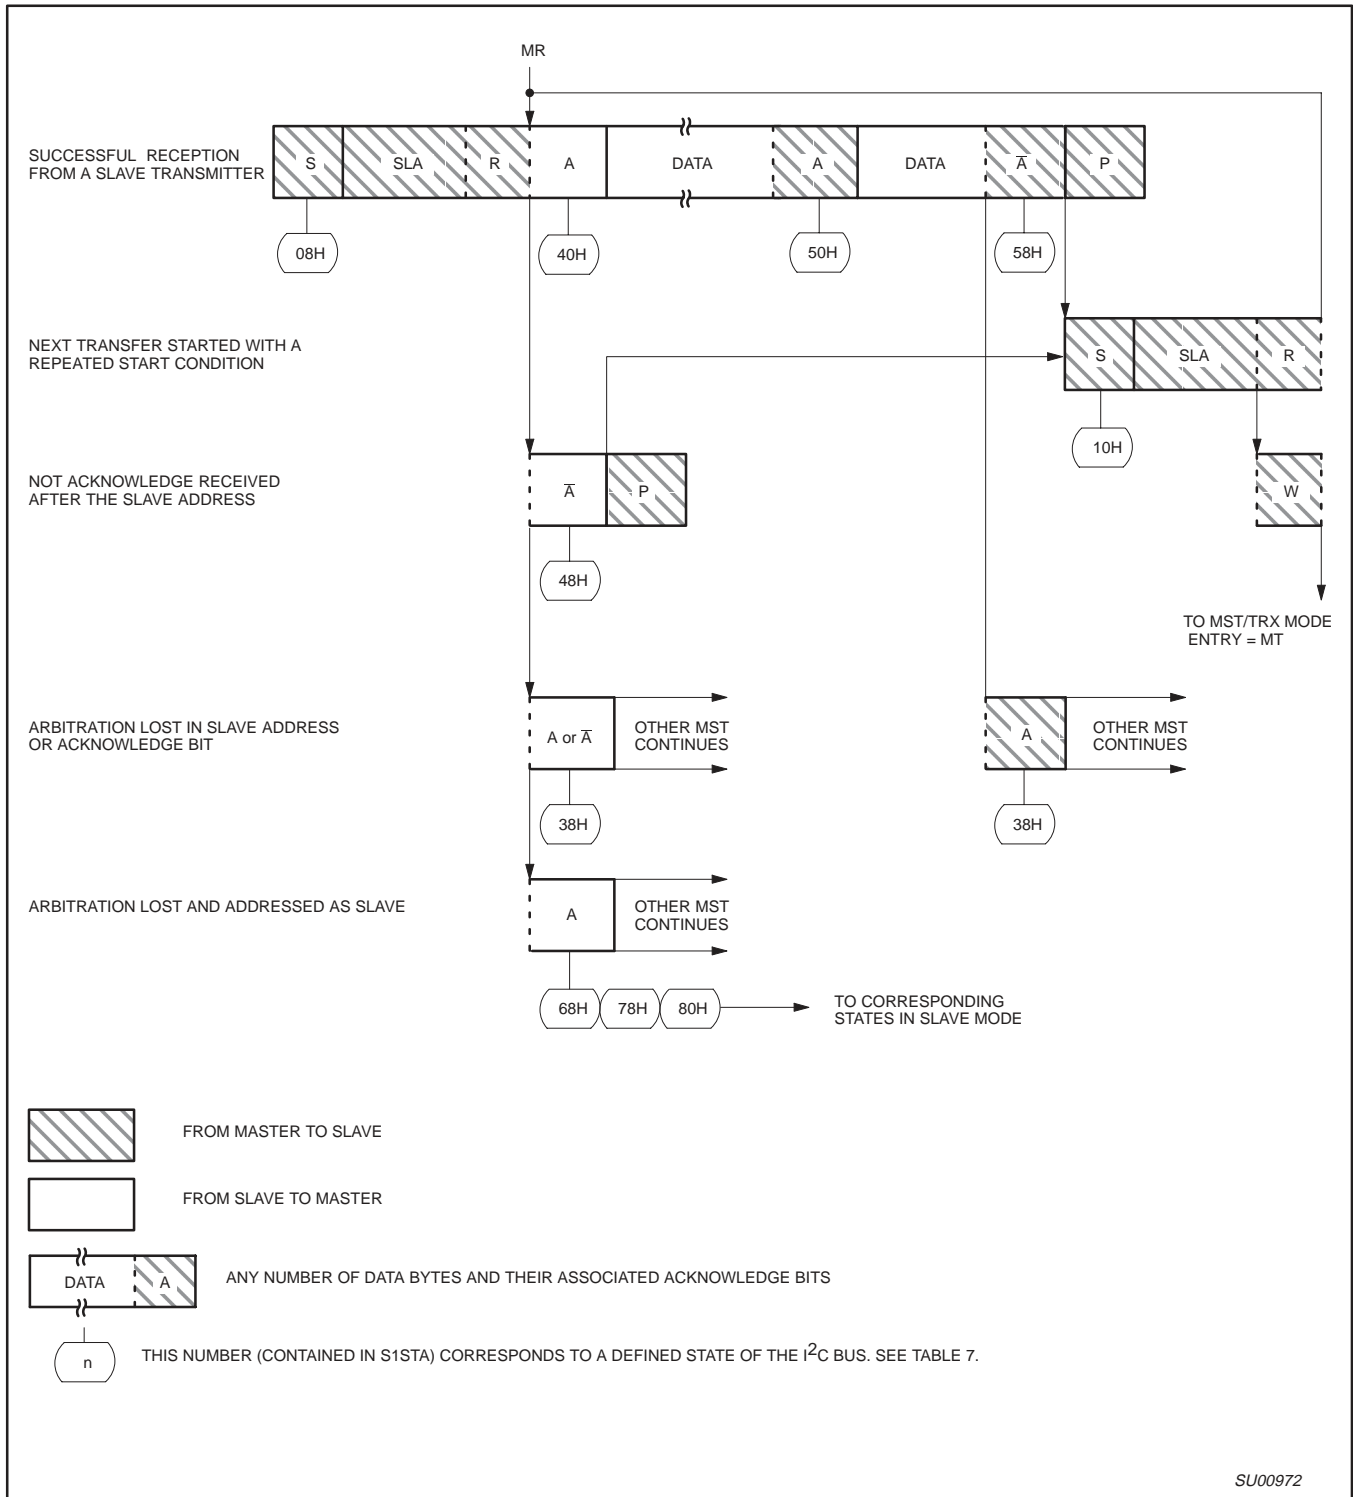 MR
SUCCESSFUL RECEPTION
FROM A SLAVE TRANSMITTER
S SLA R A DATA A DATA A̅ P
08H 40H 50H 58H
NEXT TRANSFER STARTED WITH A
REPEATED START CONDITION
S SLA R
10H
NOT ACKNOWLEDGE RECEIVED
AFTER THE SLAVE ADDRESS
A̅ P W
48H
TO MST/TRX MODE
ENTRY = MT
ARBITRATION LOST IN SLAVE ADDRESS
OR ACKNOWLEDGE BIT
A or A̅
OTHER MST
CONTINUES
A
OTHER MST
CONTINUES
38H 38H
ARBITRATION LOST AND ADDRESSED AS SLAVE
A
OTHER MST
CONTINUES
68H 78H 80H
TO CORRESPONDING
STATES IN SLAVE MODE
FROM MASTER TO SLAVE
FROM SLAVE TO MASTER
DATA A ANY NUMBER OF DATA BYTES AND THEIR ASSOCIATED ACKNOWLEDGE BITS
n THIS NUMBER (CONTAINED IN S1STA) CORRESPONDS TO A DEFINED STATE OF THE I²C BUS. SEE TABLE 7.
SU00972